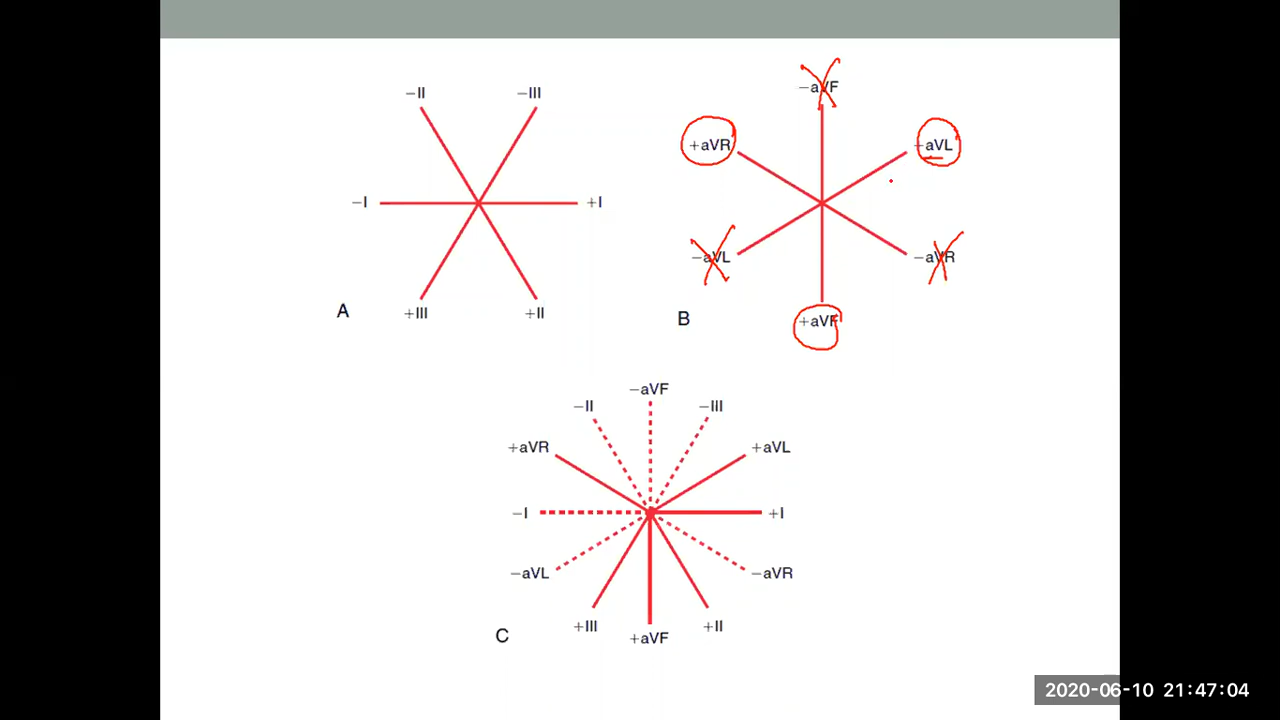 −II −III
−I +I
+III +II
A
−aVF
+aVR +aVL
−aVL −aVR
+aVF
B
−aVF
−II −III
+aVR +aVL
−I +I
−aVL −aVR
+III +II
+aVF
C
2020-06-10 21:47:04